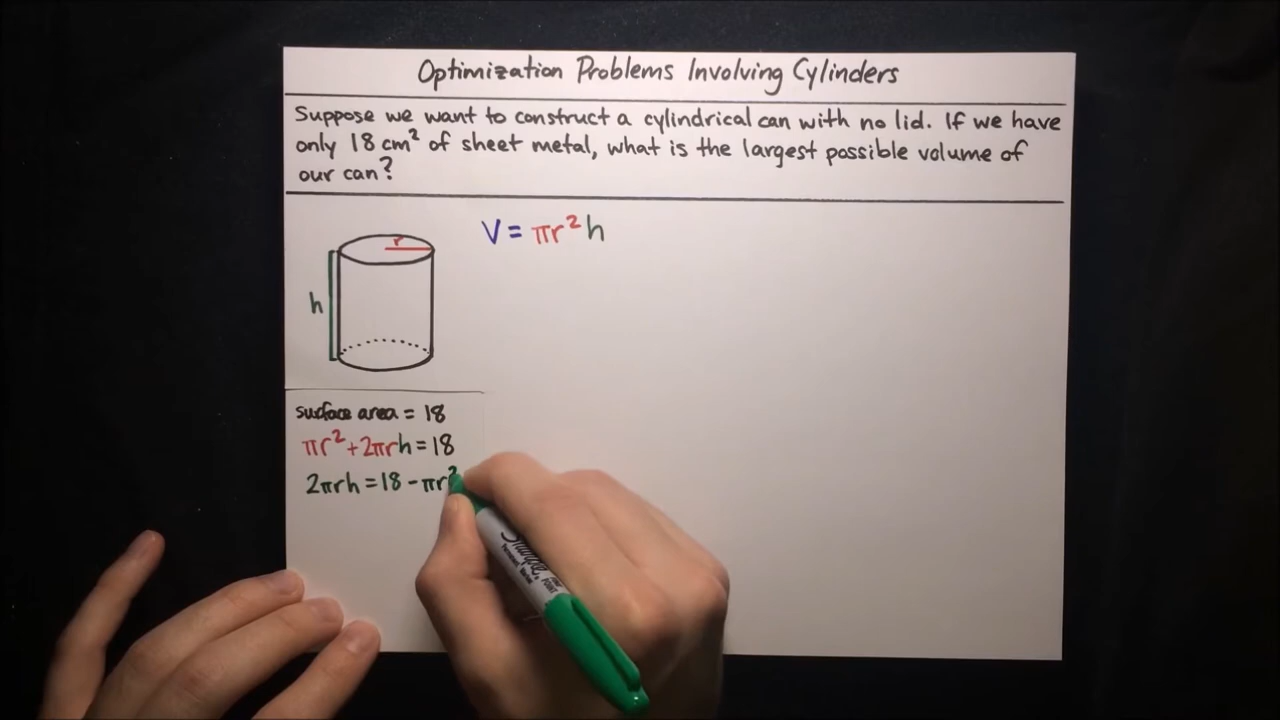 Optimization Problems Involving Cylinders
Suppose we want to construct a cylindrical can with no lid. If we have
only 18 cm² of sheet metal, what is the largest possible volume of
our can?
V = πr²h
r
h
surface area = 18
πr² + 2πrh = 18
2πrh = 18 - πr²
Sharpie